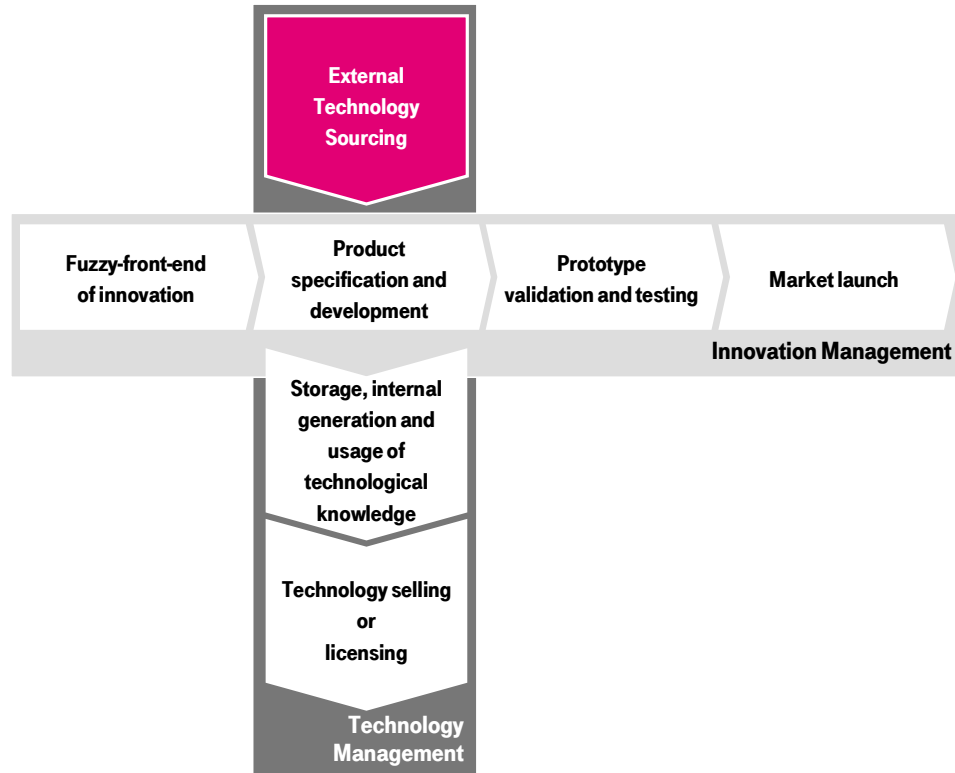 External
Technology
Sourcing
Fuzzy-front-end
of innovation
Product
specification and
development
Prototype
validation and testing
Market launch
Innovation Management
Storage, internal
generation and
usage of
technological
knowledge
Technology selling
or
licensing
Technology
Management